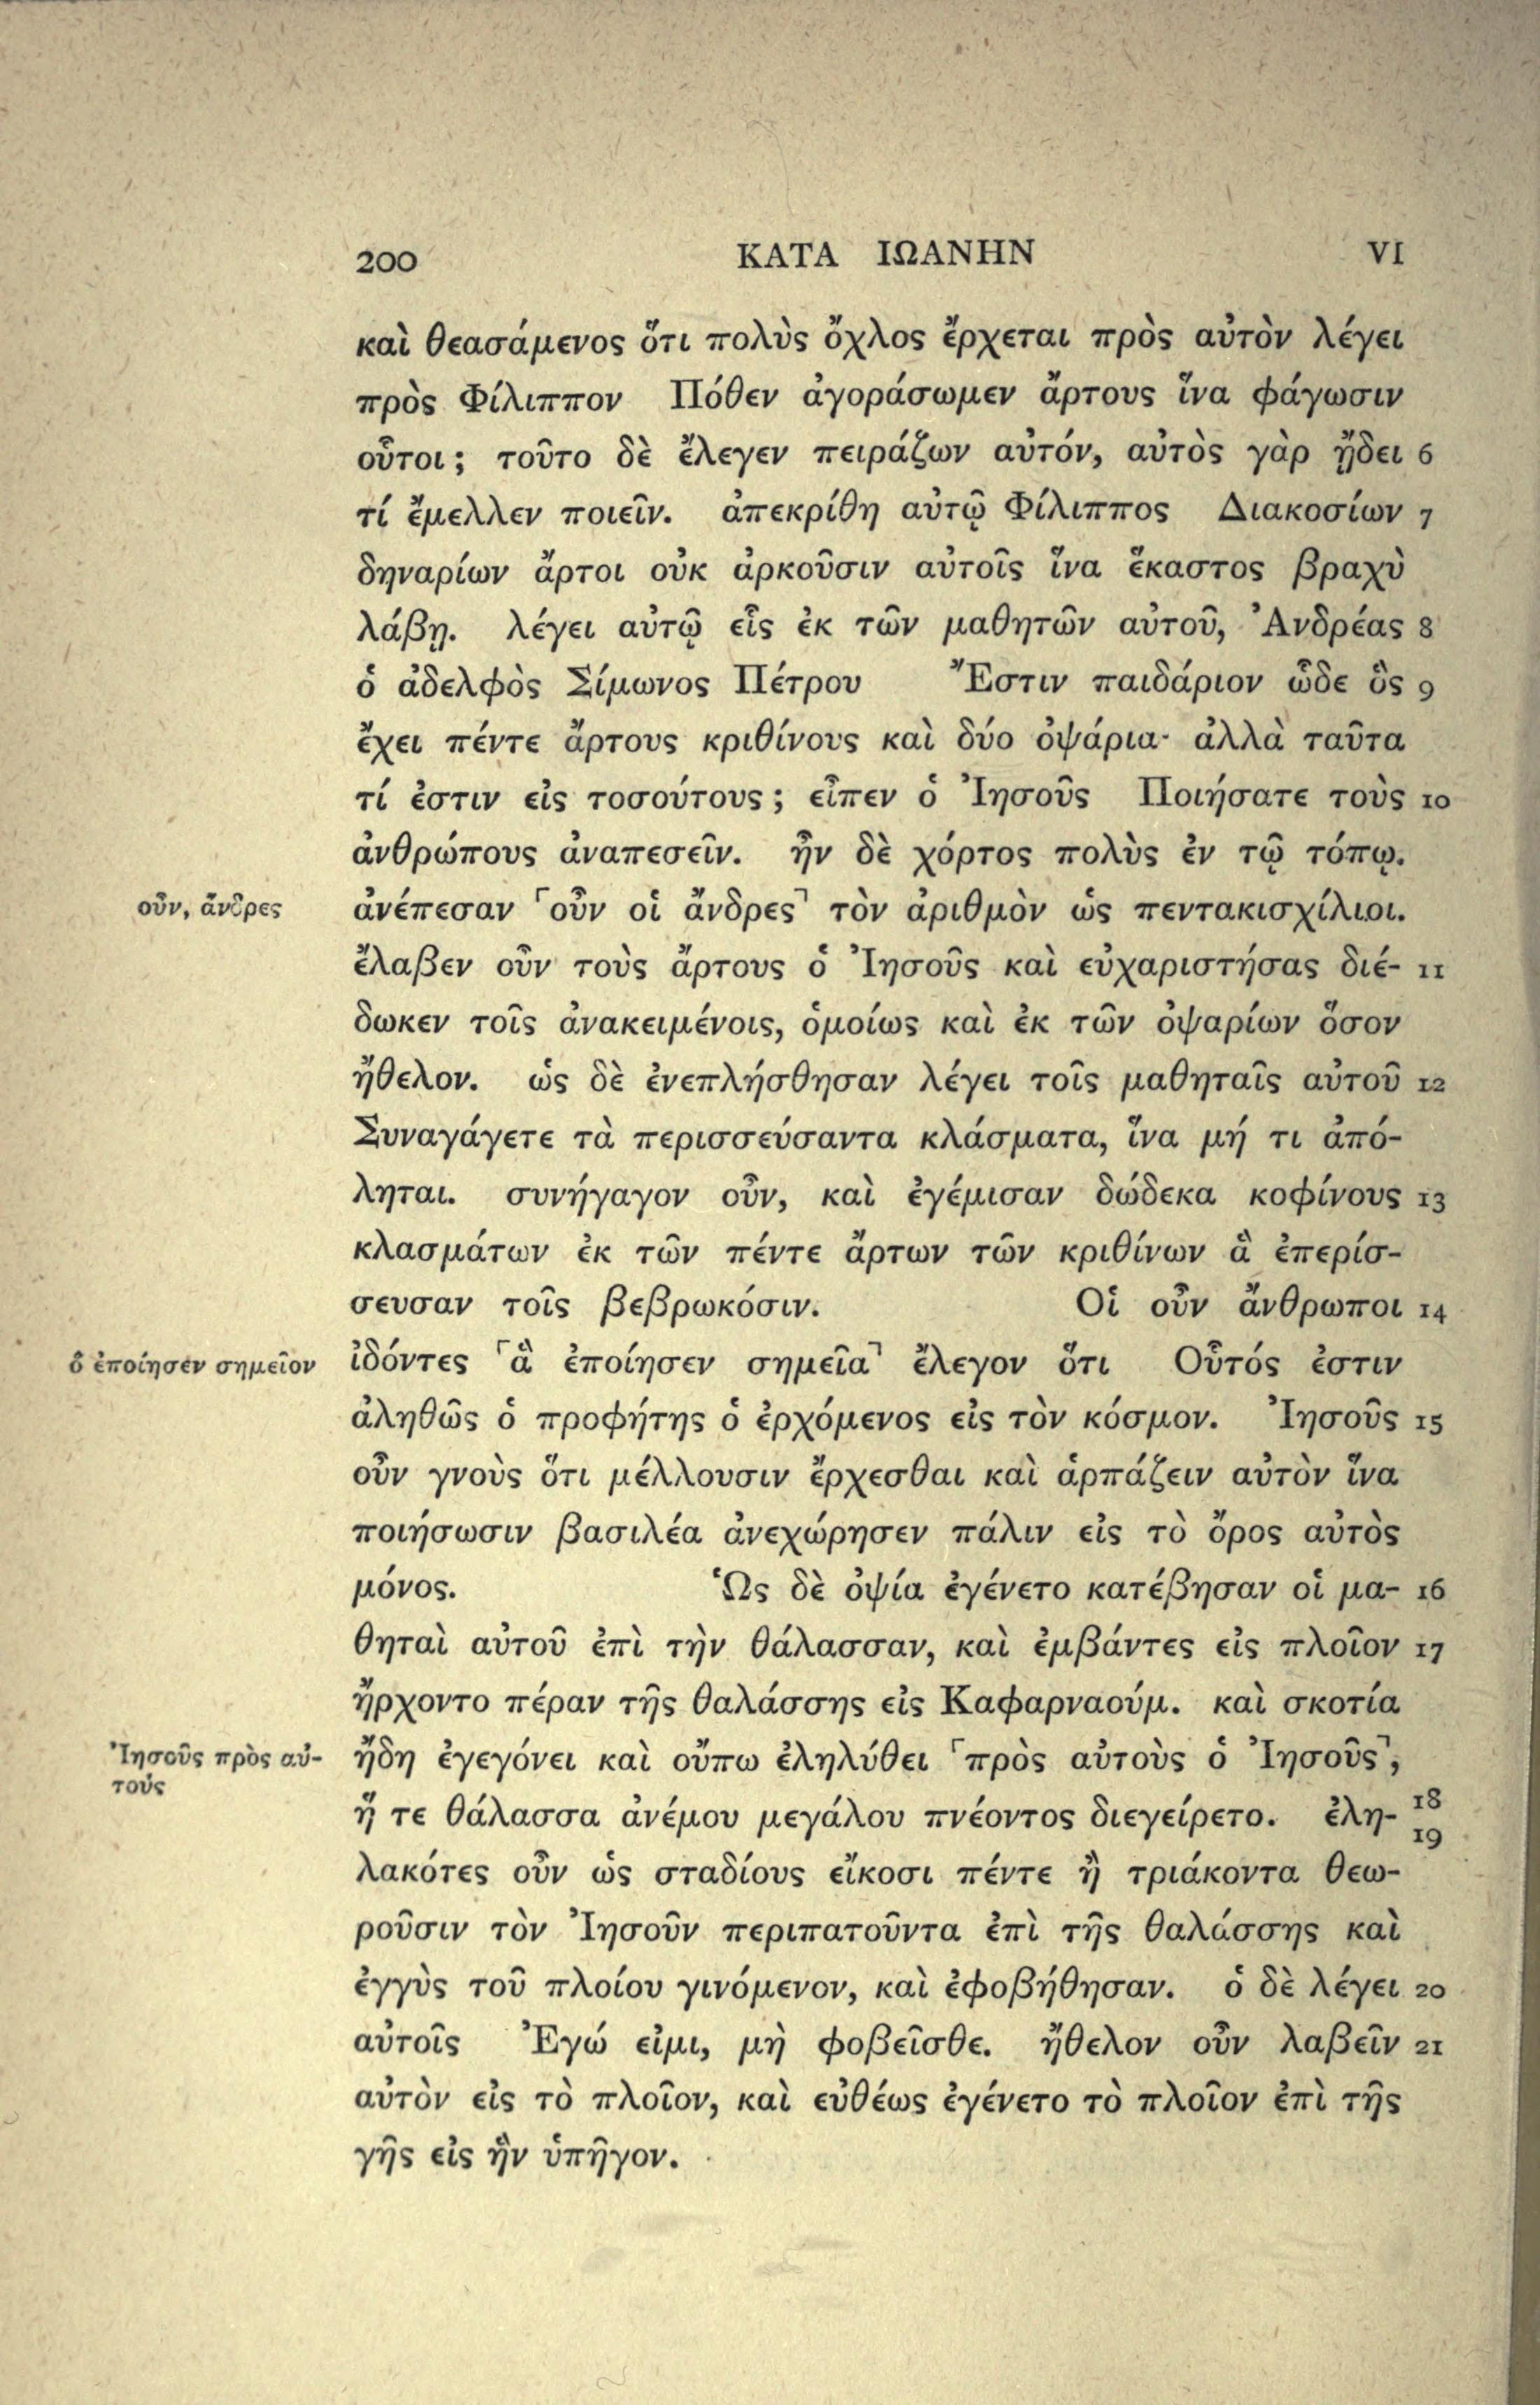 200 ΚΑΤΑ ΙΩΑΝΗΝ VI
καὶ θεασάμενος ὅτι πολὺς ὄχλος ἔρχεται πρὸς αὐτὸν λέγει
πρὸς Φίλιππον Πόθεν ἀγοράσωμεν ἄρτους ἵνα φάγωσιν
οὗτοι; τοῦτο δὲ ἔλεγεν πειράζων αὐτόν, αὐτὸς γὰρ ᾔδει 6
τί ἔμελλεν ποιεῖν. ἀπεκρίθη αὐτῷ Φίλιππος Διακοσίων 7
δηναρίων ἄρτοι οὐκ ἀρκοῦσιν αὐτοῖς ἵνα ἕκαστος βραχὺ
λάβῃ. λέγει αὐτῷ εἷς ἐκ τῶν μαθητῶν αὐτοῦ, Ἀνδρέας 8
ὁ ἀδελφὸς Σίμωνος Πέτρου Ἔστιν παιδάριον ὧδε ὃς 9
ἔχει πέντε ἄρτους κριθίνους καὶ δύο ὀψάρια· ἀλλὰ ταῦτα
τί ἐστιν εἰς τοσούτους; εἶπεν ὁ Ἰησοῦς Ποιήσατε τοὺς 10
ἀνθρώπους ἀναπεσεῖν. ἦν δὲ χόρτος πολὺς ἐν τῷ τόπῳ.
οὖν, ἄνδρες ἀνέπεσαν ⸀οὖν οἱ ἄνδρες⸣ τὸν ἀριθμὸν ὡς πεντακισχίλιοι.
ἔλαβεν οὖν τοὺς ἄρτους ὁ Ἰησοῦς καὶ εὐχαριστήσας διέ- 11
δωκεν τοῖς ἀνακειμένοις, ὁμοίως καὶ ἐκ τῶν ὀψαρίων ὅσον
ἤθελον. ὡς δὲ ἐνεπλήσθησαν λέγει τοῖς μαθηταῖς αὐτοῦ 12
Συναγάγετε τὰ περισσεύσαντα κλάσματα, ἵνα μή τι ἀπό-
ληται. συνήγαγον οὖν, καὶ ἐγέμισαν δώδεκα κοφίνους 13
κλασμάτων ἐκ τῶν πέντε ἄρτων τῶν κριθίνων ἃ ἐπερίσ-
σευσαν τοῖς βεβρωκόσιν. Οἱ οὖν ἄνθρωποι 14
ὃ ἐποίησεν σημεῖον ἰδόντες ⸀ἃ ἐποίησεν σημεῖα⸣ ἔλεγον ὅτι Οὗτός ἐστιν
ἀληθῶς ὁ προφήτης ὁ ἐρχόμενος εἰς τὸν κόσμον. Ἰησοῦς 15
οὖν γνοὺς ὅτι μέλλουσιν ἔρχεσθαι καὶ ἁρπάζειν αὐτὸν ἵνα
ποιήσωσιν βασιλέα ἀνεχώρησεν πάλιν εἰς τὸ ὄρος αὐτὸς
μόνος. Ὡς δὲ ὀψία ἐγένετο κατέβησαν οἱ μα- 16
θηταὶ αὐτοῦ ἐπὶ τὴν θάλασσαν, καὶ ἐμβάντες εἰς πλοῖον 17
ἤρχοντο πέραν τῆς θαλάσσης εἰς Καφαρναούμ. καὶ σκοτία
Ἰησοῦς πρὸς αὐ- ἤδη ἐγεγόνει καὶ οὔπω ἐληλύθει ⸀πρὸς αὐτοὺς ὁ Ἰησοῦς⸣,
τούς
ἥ τε θάλασσα ἀνέμου μεγάλου πνέοντος διεγείρετο. ἐλη- 18 19
λακότες οὖν ὡς σταδίους εἴκοσι πέντε ἢ τριάκοντα θεω-
ροῦσιν τὸν Ἰησοῦν περιπατοῦντα ἐπὶ τῆς θαλάσσης καὶ
ἐγγὺς τοῦ πλοίου γινόμενον, καὶ ἐφοβήθησαν. ὁ δὲ λέγει 20
αὐτοῖς Ἐγώ εἰμι, μὴ φοβεῖσθε. ἤθελον οὖν λαβεῖν 21
αὐτὸν εἰς τὸ πλοῖον, καὶ εὐθέως ἐγένετο τὸ πλοῖον ἐπὶ τῆς
γῆς εἰς ἣν ὑπῆγον.